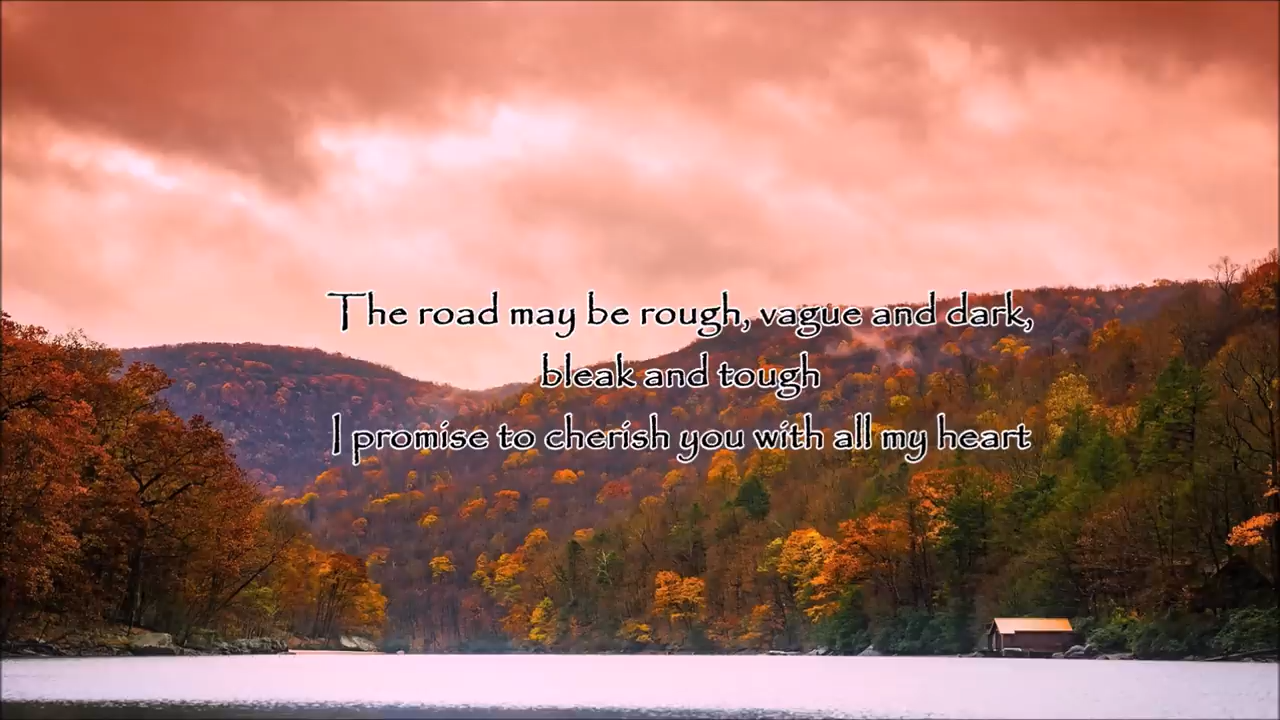 The road may be rough, vague and dark,
bleak and tough
I promise to cherish you with all my heart